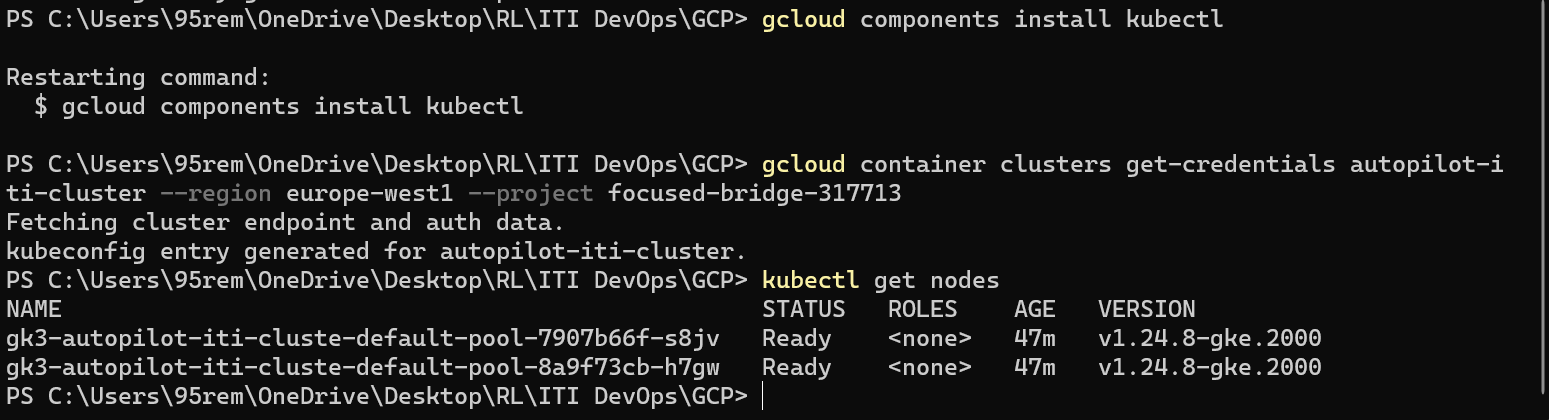 PS C:\Users\95rem\OneDrive\Desktop\RL\ITI DevOps\GCP> gcloud components install kubectl
Restarting command:
$ gcloud components install kubectl
PS C:\Users\95rem\OneDrive\Desktop\RL\ITI DevOps\GCP> gcloud container clusters get-credentials autopilot-i
ti-cluster --region europe-west1 --project focused-bridge-317713
Fetching cluster endpoint and auth data.
kubeconfig entry generated for autopilot-iti-cluster.
PS C:\Users\95rem\OneDrive\Desktop\RL\ITI DevOps\GCP> kubectl get nodes
NAME STATUS ROLES AGE VERSION
gk3-autopilot-iti-cluste-default-pool-7907b66f-s8jv Ready <none> 47m v1.24.8-gke.2000
gk3-autopilot-iti-cluste-default-pool-8a9f73cb-h7gw Ready <none> 47m v1.24.8-gke.2000
PS C:\Users\95rem\OneDrive\Desktop\RL\ITI DevOps\GCP>